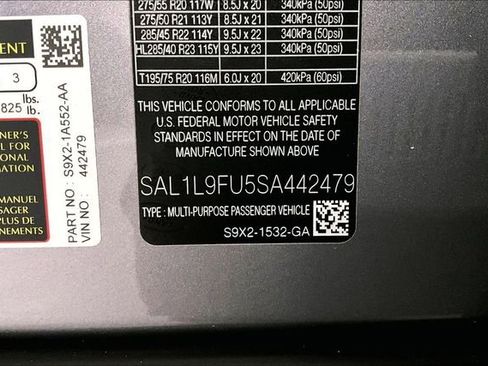 275/55 R20 117W 8.5J x 20 340kPa (50psi)
275/50 R21 113Y 8.5J x 21 340kPa (50psi)
285/45 R22 114Y 9.5J x 22 340kPa (50psi)
HL285/40 R23 115Y 9.5J x 23 340kPa (50psi)
T195/75 R20 116M 6.0J x 20 420kPa (60psi)
THIS VEHICLE CONFORMS TO ALL APPLICABLE
U.S. FEDERAL MOTOR VEHICLE SAFETY
STANDARDS IN EFFECT ON THE DATE OF
MANUFACTURE SHOWN ABOVE
SAL1L9FU5SA442479
TYPE : MULTI-PURPOSE PASSENGER VEHICLE
S9X2-1532-GA
3
825 lbs.
lb.
NER'S
FOR
TIONAL
MATION
MANUEL
SAGER
PLUS DE
GNEMENTS
PART NO : S9X2-1A552-AA
VIN NO : 442479